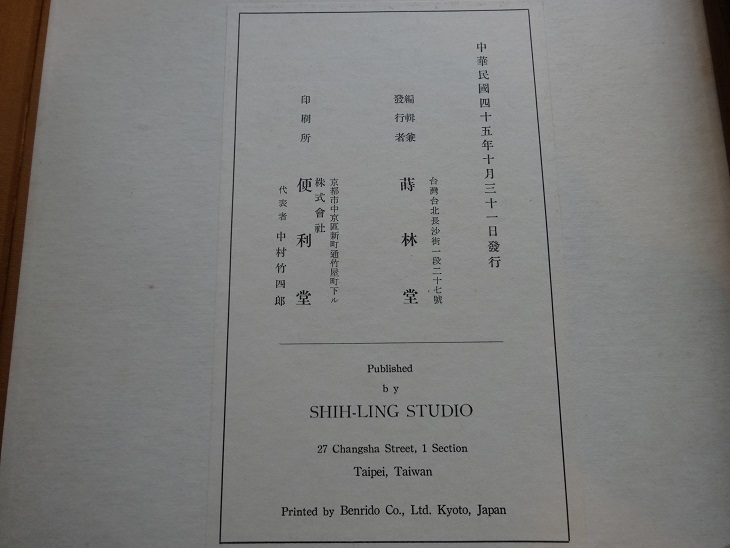 中華民國四十五年十月三十一日發行
編輯兼
發行者
台灣台北長沙街一段二十七號
蒔林堂
印刷所
京都市中京區新町通竹屋町下ル
株式會社
便利堂
代表者 中村竹四郎
Published
by
SHIH-LING STUDIO
27 Changsha Street, 1 Section
Taipei, Taiwan
Printed by Benrido Co., Ltd. Kyoto, Japan